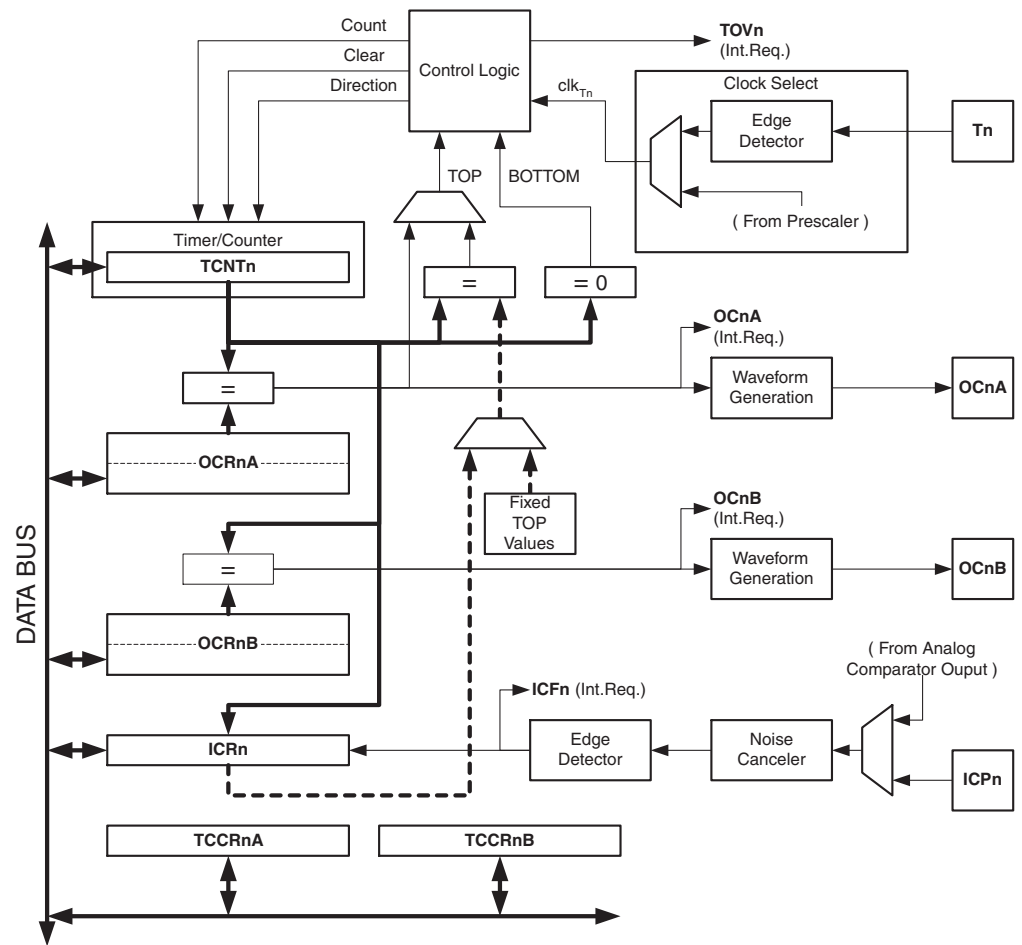 Count
Clear
Direction
Control Logic
TOVn
(Int.Req.)
clkTn
Clock Select
Edge
Detector
Tn
( From Prescaler )
TOP
BOTTOM
Timer/Counter
TCNTn
=
= 0
OCnA
(Int.Req.)
=
Waveform
Generation
OCnA
OCRnA
Fixed
TOP
Values
OCnB
(Int.Req.)
=
Waveform
Generation
OCnB
OCRnB
DATA BUS
( From Analog
Comparator Ouput )
ICFn (Int.Req.)
ICRn
Edge
Detector
Noise
Canceler
ICPn
TCCRnA
TCCRnB